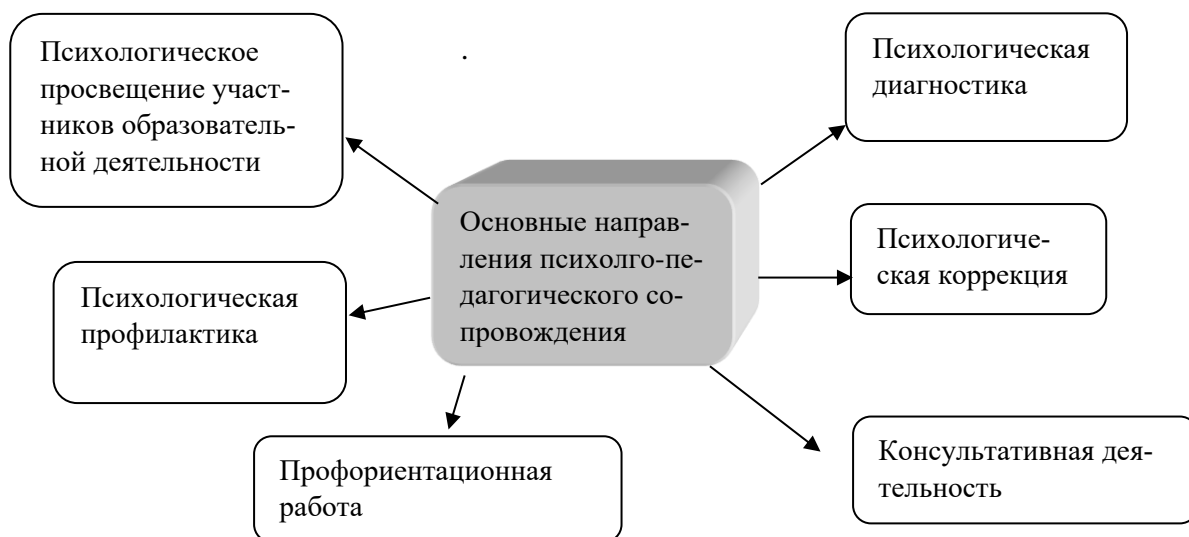 Психологическое
просвещение участ-
ников образователь-
ной деятельности
.
Психологическая
диагностика
Основные направ-
ления психолго-пе-
дагогического со-
провождения
Психологиче-
ская коррекция
Психологическая
профилактика
Профориентационная
работа
Консультативная дея-
тельность